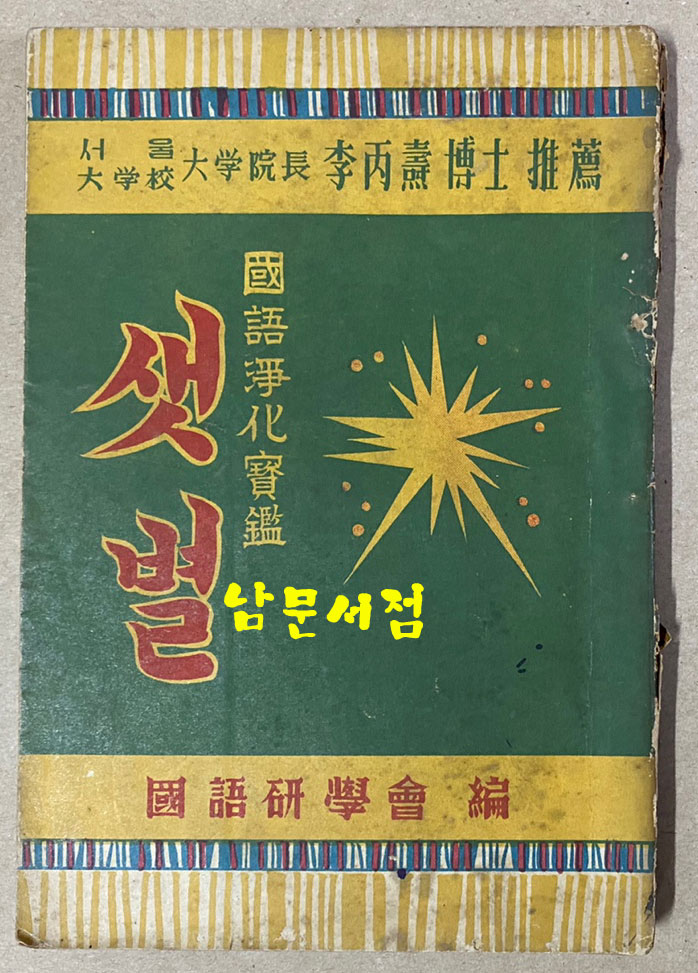 서울
大学校 大学院長 李丙燾 博士 推薦
國語淨化寶鑑
샛별
남문서점
國語研學會 編